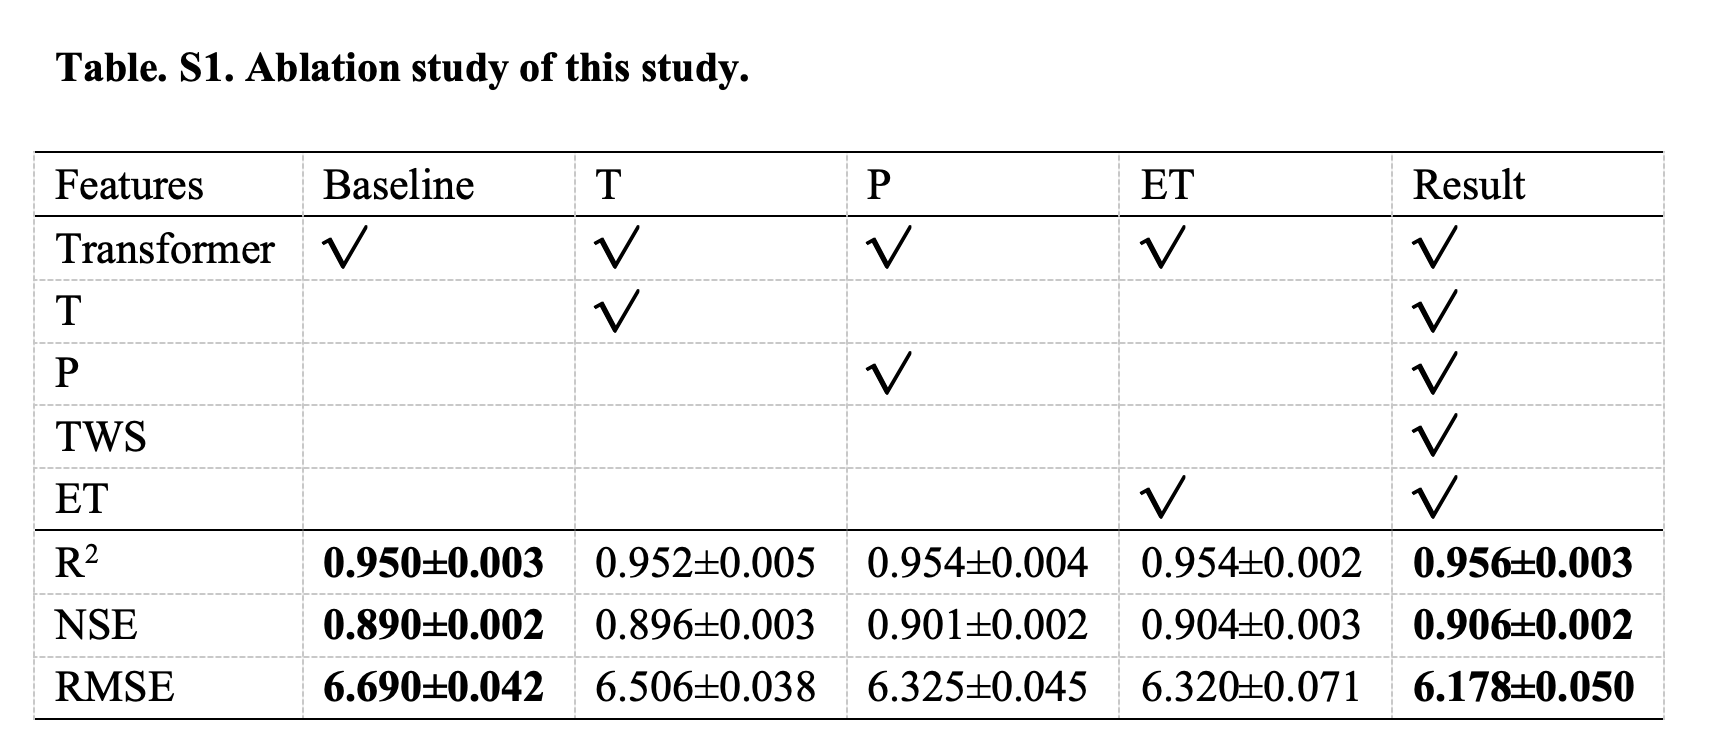 Table. S1. Ablation study of this study.
Features Baseline T P ET Result
Transformer √ √ √ √ √
T √ √
P √ √
TWS √
ET √ √
R² 0.950±0.003 0.952±0.005 0.954±0.004 0.954±0.002 0.956±0.003
NSE 0.890±0.002 0.896±0.003 0.901±0.002 0.904±0.003 0.906±0.002
RMSE 6.690±0.042 6.506±0.038 6.325±0.045 6.320±0.071 6.178±0.050